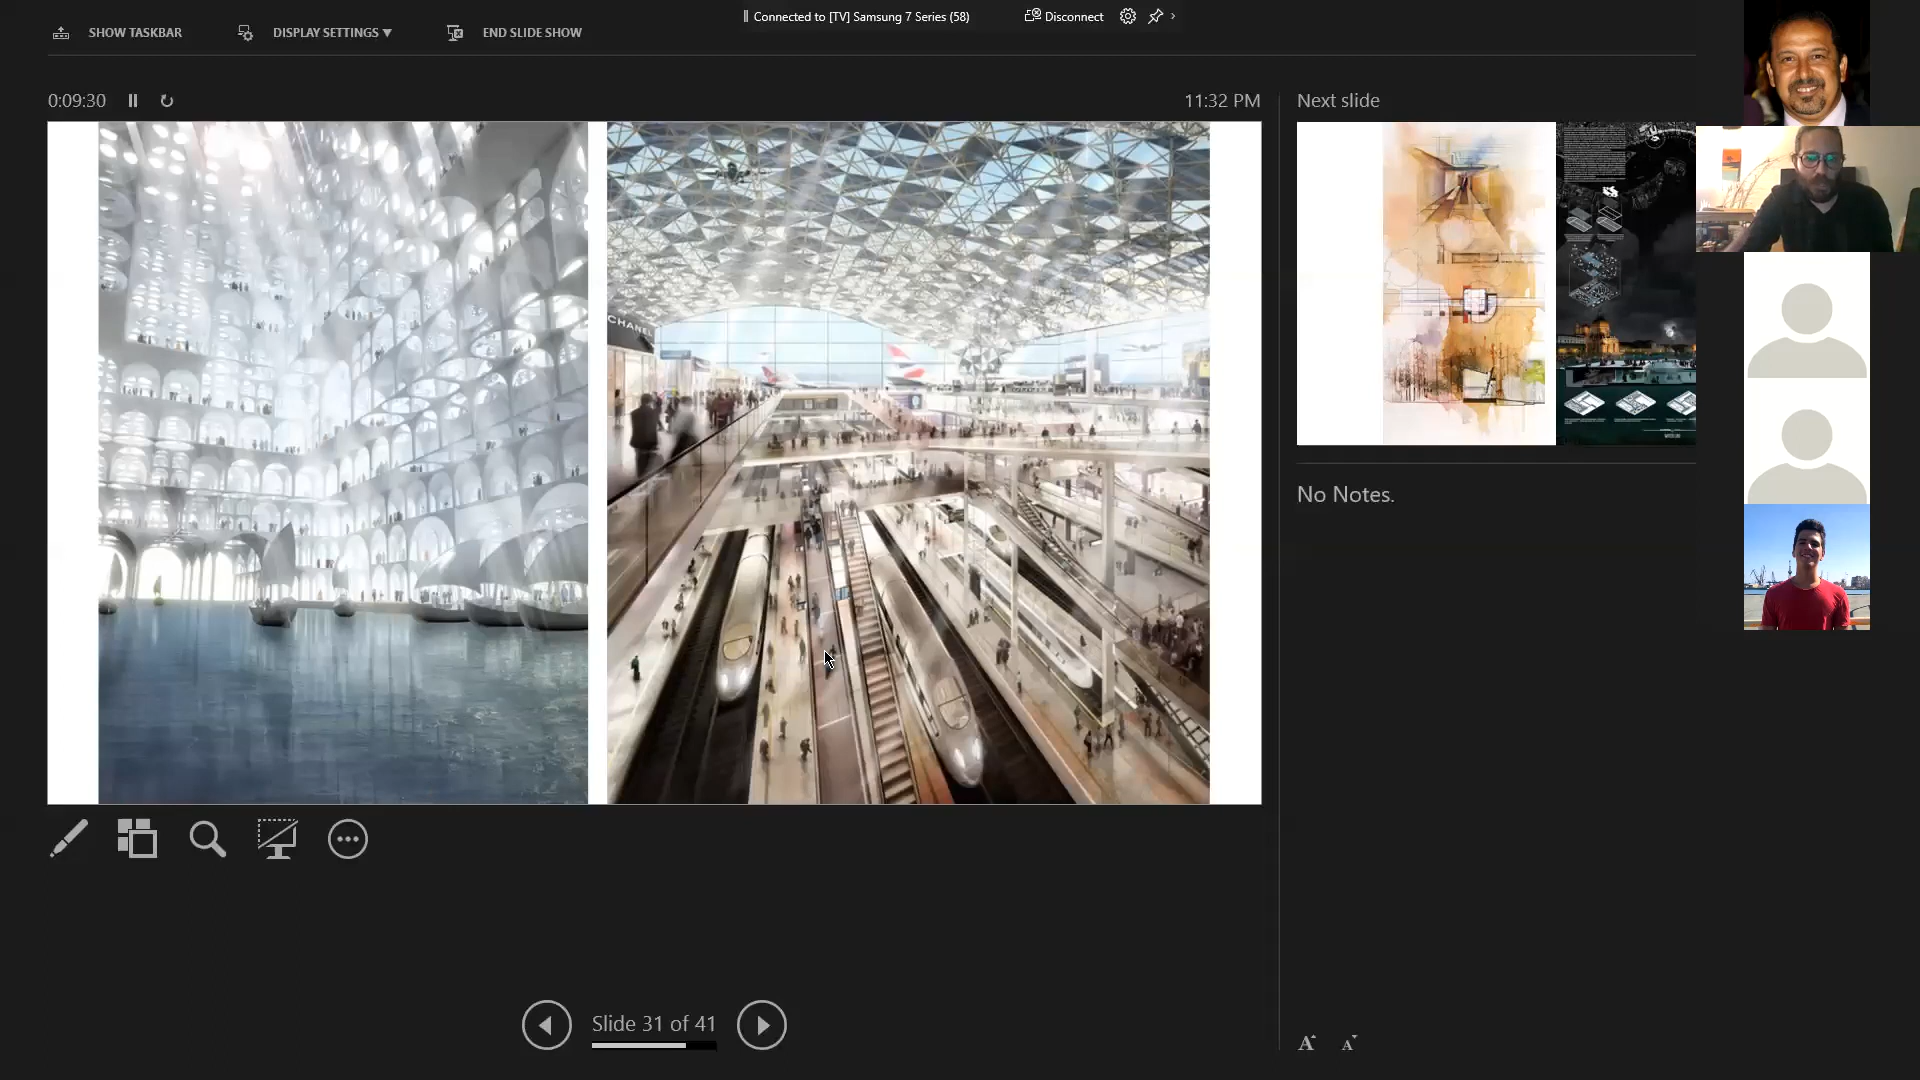 Connected to [TV] Samsung 7 Series (58)
Disconnect
SHOW TASKBAR
DISPLAY SETTINGS ▼
END SLIDE SHOW
0:09:30
11:32 PM
Next slide
CHANEL
No Notes.
Slide 31 of 41